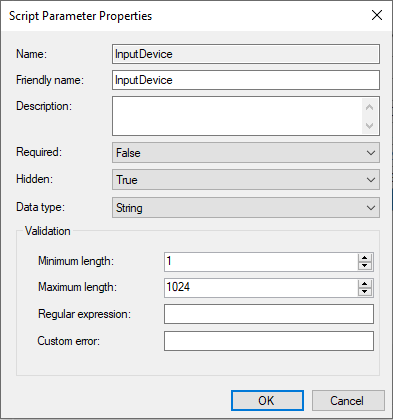 Script Parameter Properties
Name: InputDevice
Friendly name: InputDevice
Description:
Required: False
Hidden: True
Data type: String
Validation
Minimum length: 1
Maximum length: 1024
Regular expression:
Custom error:
OK Cancel